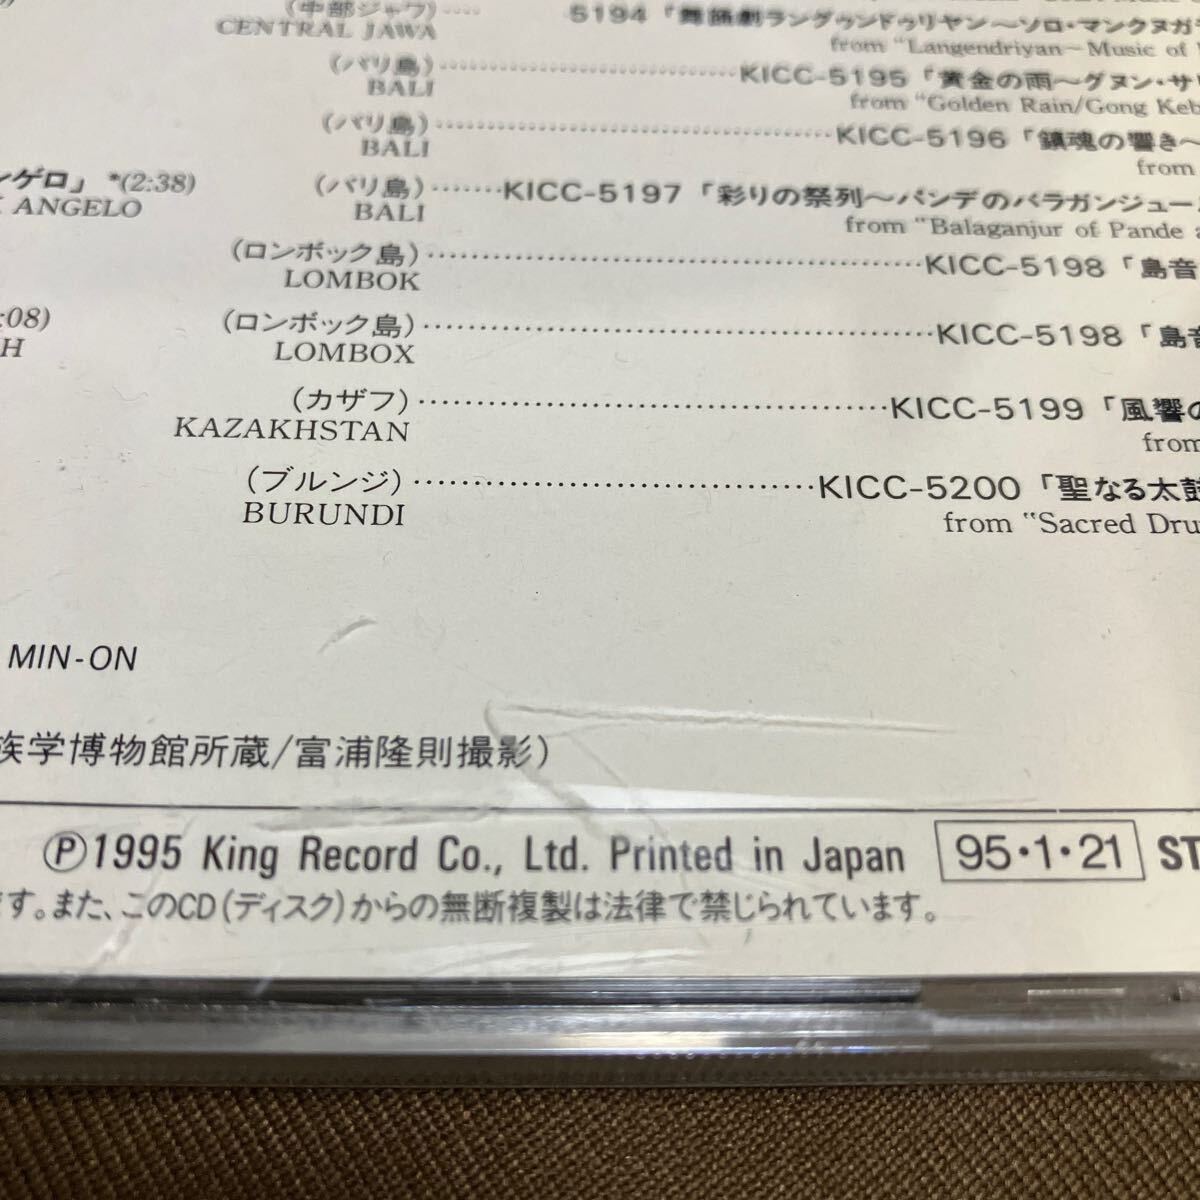 (中部ジャワ) ‥‥ 5194「舞踊劇ラングゥンドゥリヤン〜ソロ・マンクヌガ
CENTRAL JAWA from "Langendriyan〜Music of
(バリ島) ‥‥ KICC-5195「黄金の雨〜グヌン・サ
BALI from "Golden Rain/Gong Keb
(バリ島) ‥‥ KICC-5196「鎮魂の響き〜
BALI from
ンゲロ」 *(2:38) (バリ島) ‥‥ KICC-5197「彩りの祭列〜パンデのバラガンジュー
ANGELO BALI from "Balaganjur of Pande a
(ロンボック島) ‥‥ KICC-5198「島音
LOMBOK
:08) (ロンボック島) ‥‥ KICC-5198「島音
H LOMBOX
(カザフ) ‥‥ KICC-5199「風響の
KAZAKHSTAN from
(ブルンジ) ‥‥ KICC-5200「聖なる太鼓
BURUNDI from "Sacred Dru
MIN-ON
族学博物館所蔵/富浦隆則撮影)
Ⓟ1995 King Record Co., Ltd. Printed in Japan 95・1・21 ST
ます。また、このCD(ディスク)からの無断複製は法律で禁じられています。